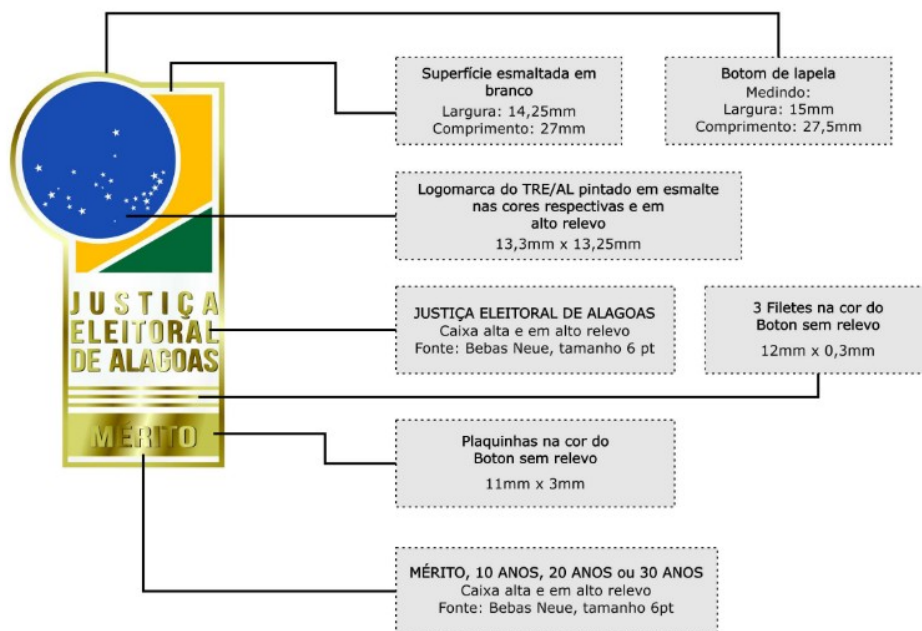 Superfície esmaltada em
branco
Largura: 14,25mm
Comprimento: 27mm
Botom de lapela
Medindo:
Largura: 15mm
Comprimento: 27,5mm
Logomarca do TRE/AL pintado em esmalte
nas cores respectivas e em
alto relevo
13,3mm x 13,25mm
JUSTIÇA
ELEITORAL
DE ALAGOAS
JUSTIÇA ELEITORAL DE ALAGOAS
Caixa alta e em alto relevo
Fonte: Bebas Neue, tamanho 6 pt
3 Filetes na cor do
Boton sem relevo
12mm x 0,3mm
MÉRITO
Plaquinhas na cor do
Boton sem relevo
11mm x 3mm
MÉRITO, 10 ANOS, 20 ANOS ou 30 ANOS
Caixa alta e em alto relevo
Fonte: Bebas Neue, tamanho 6pt